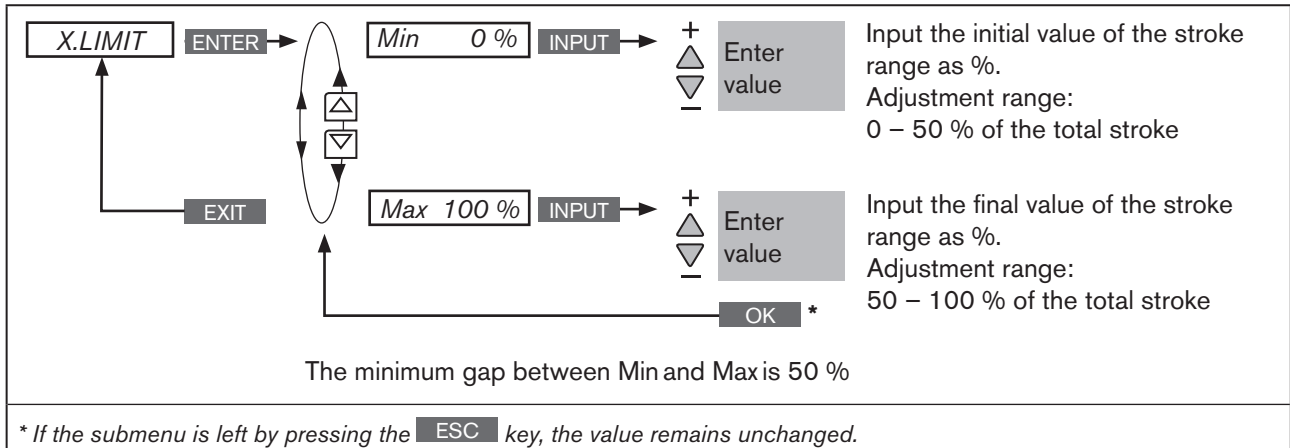 X.LIMIT ENTER Min 0 % INPUT + Enter value − Input the initial value of the stroke
range as %.
Adjustment range:
0 – 50 % of the total stroke
EXIT Max 100 % INPUT + Enter value − Input the final value of the stroke
range as %.
Adjustment range:
50 – 100 % of the total stroke
OK *
The minimum gap between Min and Max is 50 %
* If the submenu is left by pressing the ESC key, the value remains unchanged.